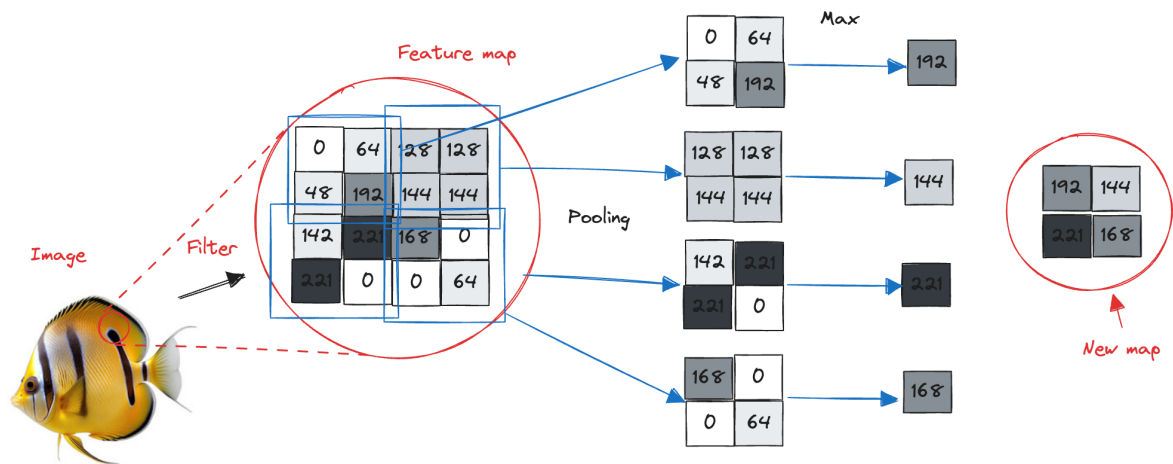 Image
Filter
Feature map
0 64 128 128
48 192 144 144
142 221 168 0
221 0 0 64
Pooling
Max
0 64
48 192
192
128 128
144 144
144
142 221
221 0
221
168 0
0 64
168
192 144
221 168
New map